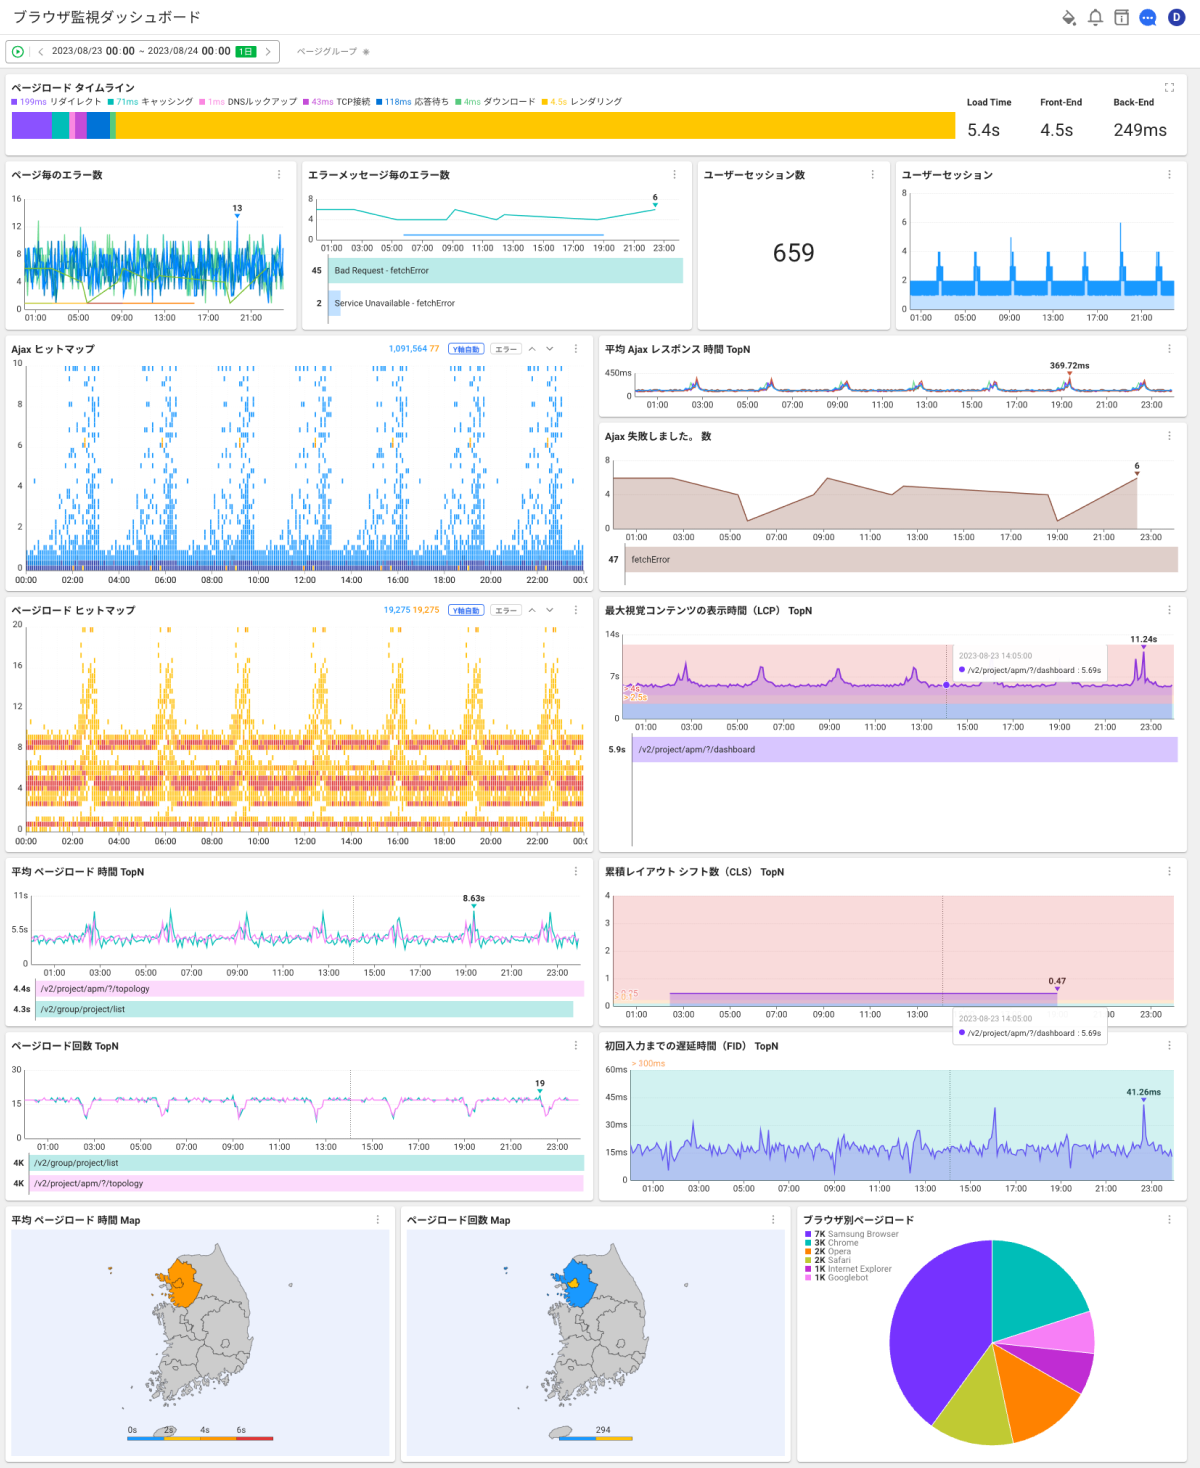 ブラウザ監視ダッシュボード
D
2023/08/23 00:00 ~ 2023/08/24 00:00 1日
ページグループ
ページロード タイムライン
199ms リダイレクト 71ms キャッシング 1ms DNSルックアップ 43ms TCP接続 118ms 応答待ち 4ms ダウンロード 4.5s レンダリング
Load Time Front-End Back-End
5.4s 4.5s 249ms
ページ毎のエラー数
16
12
8
4
0
13
01:00 05:00 09:00 13:00 17:00 21:00
エラーメッセージ毎のエラー数
8
4
0
6
01:00 03:00 05:00 07:00 09:00 11:00 13:00 15:00 17:00 19:00 21:00 23:00
45 Bad Request - fetchError
2 Service Unavailable - fetchError
ユーザーセッション数
659
ユーザーセッション
8
6
4
2
0
01:00 05:00 09:00 13:00 17:00 21:00
Ajax ヒットマップ
1,091,564 77 Y軸自動 エラー
10
8
6
4
2
0
00:00 02:00 04:00 06:00 08:00 10:00 12:00 14:00 16:00 18:00 20:00 22:00 00:(
平均 Ajax レスポンス 時間 TopN
450ms
0
369.72ms
01:00 03:00 05:00 07:00 09:00 11:00 13:00 15:00 17:00 19:00 21:00 23:00
Ajax 失敗しました。 数
8
4
0
6
01:00 03:00 05:00 07:00 09:00 11:00 13:00 15:00 17:00 19:00 21:00 23:00
47 fetchError
ページロード ヒットマップ
19,275 19,275 Y軸自動 エラー
20
16
12
8
4
0
00:00 02:00 04:00 06:00 08:00 10:00 12:00 14:00 16:00 18:00 20:00 22:00 00:(
最大視覚コンテンツの表示時間（LCP） TopN
14s
7s
0
11.24s
> 4s
> 2.5s
2023-08-23 14:05:00
/v2/project/apm/?/dashboard : 5.69s
01:00 03:00 05:00 07:00 09:00 11:00 13:00 15:00 17:00 19:00 21:00 23:00
5.9s /v2/project/apm/?/dashboard
平均 ページロード 時間 TopN
11s
5.5s
0
8.63s
01:00 03:00 05:00 07:00 09:00 11:00 13:00 15:00 17:00 19:00 21:00 23:00
4.4s /v2/project/apm/?/topology
4.3s /v2/group/project/list
累積レイアウト シフト数（CLS） TopN
4
3
2
1
0
0.47
01:00 03:00 05:00 07:00 09:00 11:00 13:00 23:00
2023-08-23 14:05:00
/v2/project/apm/?/dashboard : 5.69s
ページロード回数 TopN
30
15
0
19
01:00 03:00 05:00 07:00 09:00 11:00 13:00 15:00 17:00 19:00 21:00 23:00
4K /v2/group/project/list
4K /v2/project/apm/?/topology
初回入力までの遅延時間（FID） TopN
> 300ms
60ms
45ms
30ms
15ms
0
41.26ms
01:00 03:00 05:00 07:00 09:00 11:00 13:00 15:00 17:00 19:00 21:00 23:00
平均 ページロード 時間 Map
0s 2s 4s 6s
ページロード回数 Map
294
ブラウザ別ページロード
7K Samsung Browser
3K Chrome
2K Opera
2K Safari
1K Internet Explorer
1K Googlebot